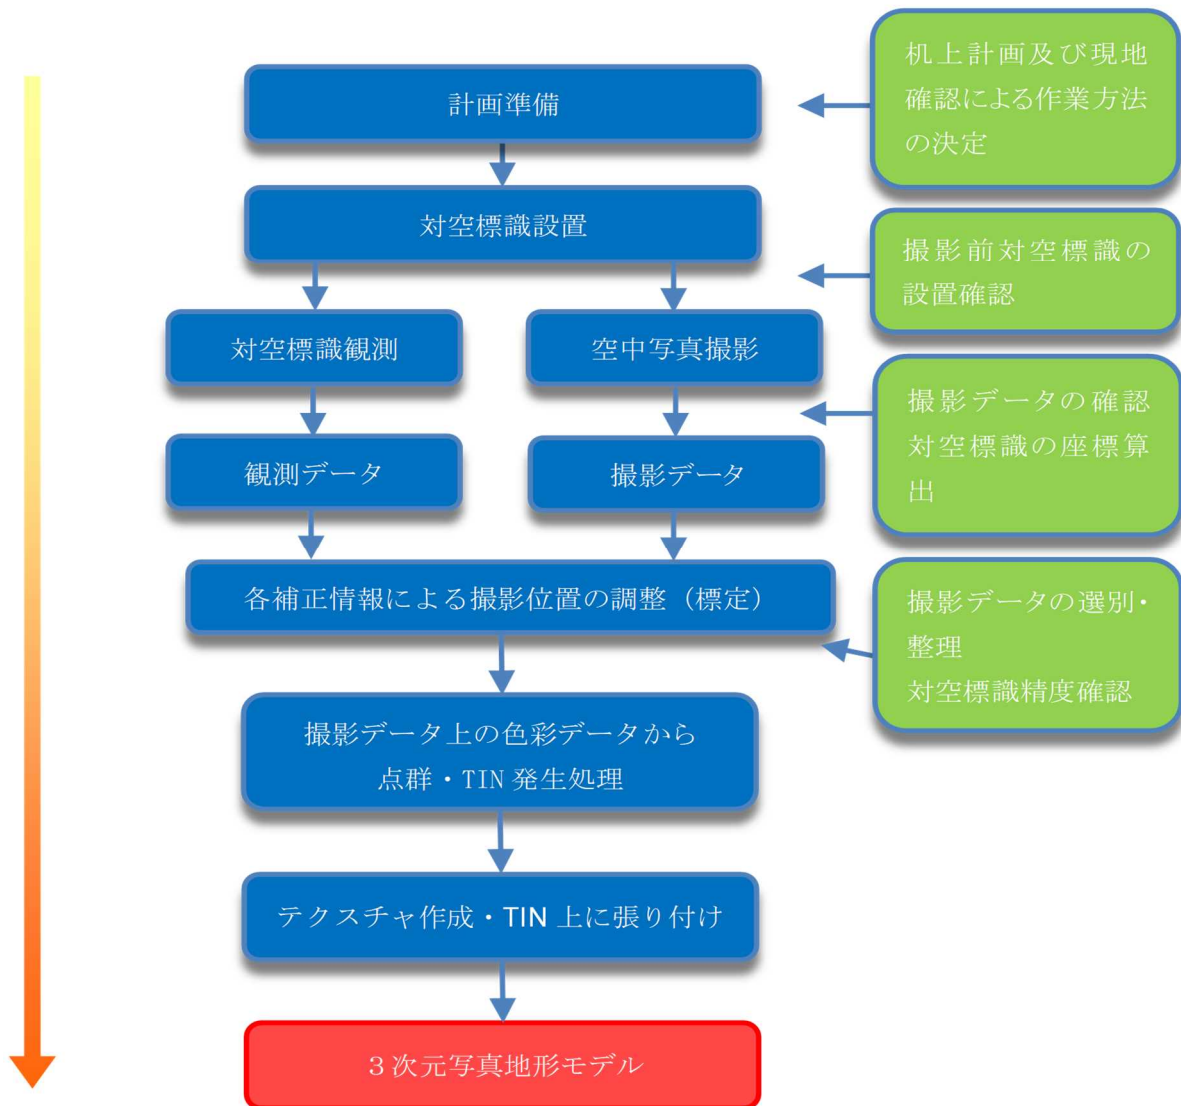 計画準備
机上計画及び現地
確認による作業方法
の決定
対空標識設置
撮影前対空標識の
設置確認
対空標識観測
空中写真撮影
撮影データの確認
対空標識の座標算
出
観測データ
撮影データ
各補正情報による撮影位置の調整（標定）
撮影データの選別・
整理
対空標識精度確認
撮影データ上の色彩データから
点群・TIN 発生処理
テクスチャ作成・TIN 上に張り付け
３次元写真地形モデル